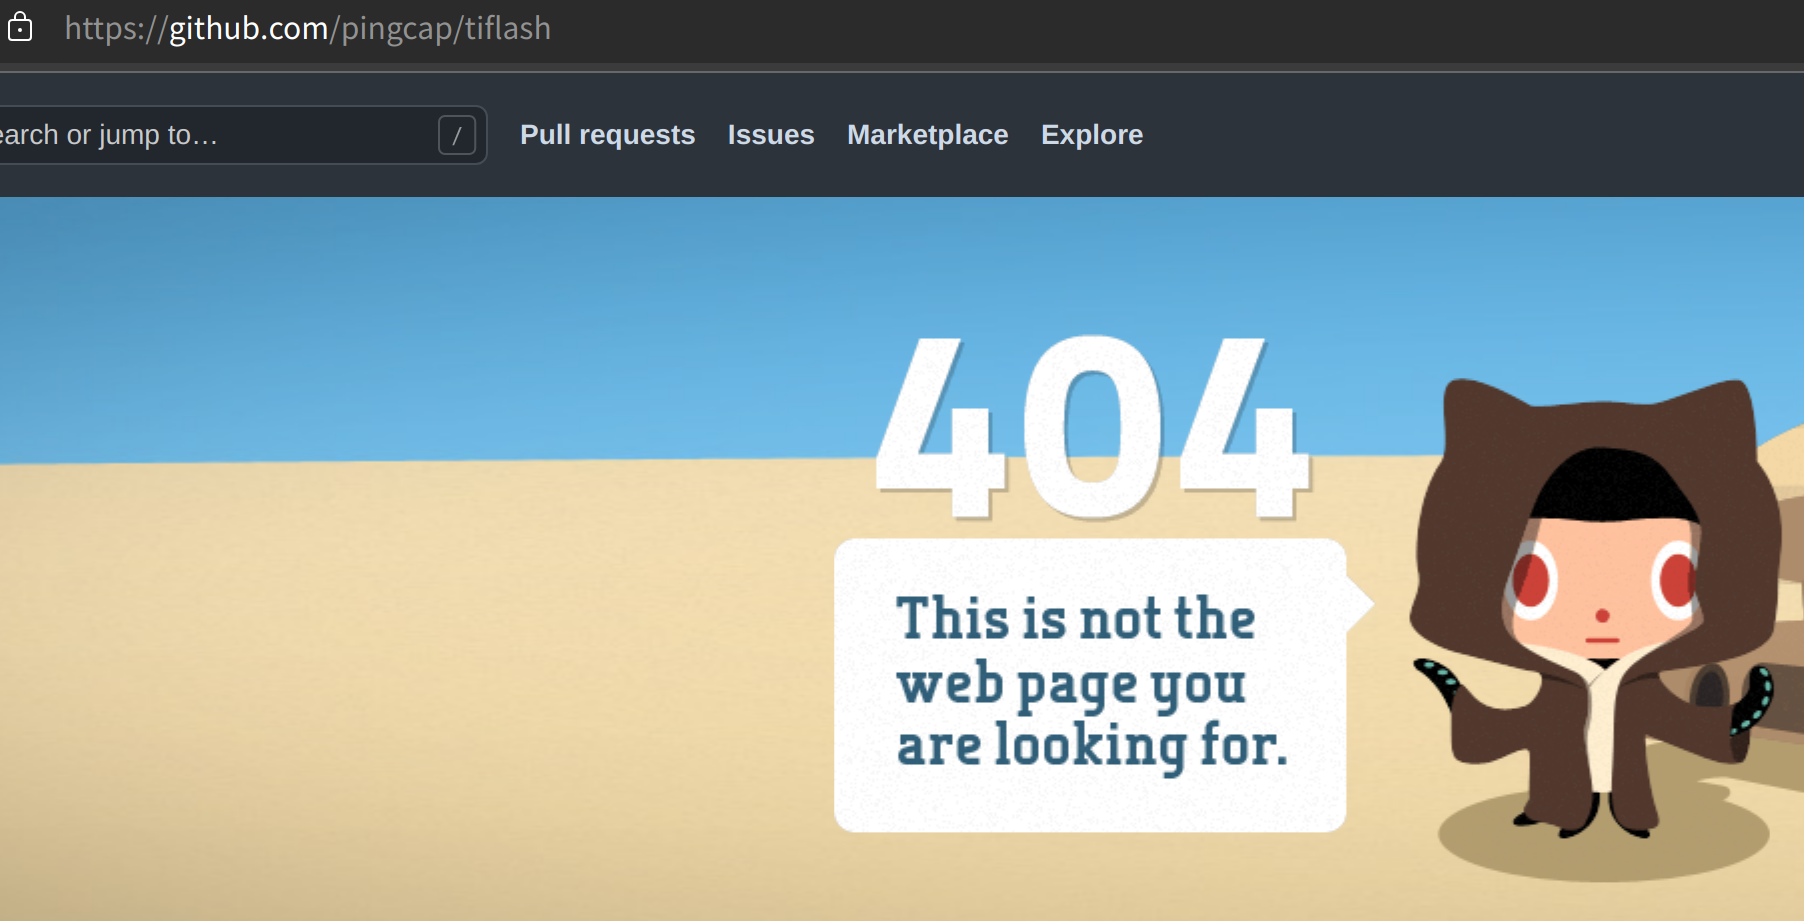 https://github.com/pingcap/tiflash
earch or jump to… / Pull requests Issues Marketplace Explore
404
This is not the
web page you
are looking for.